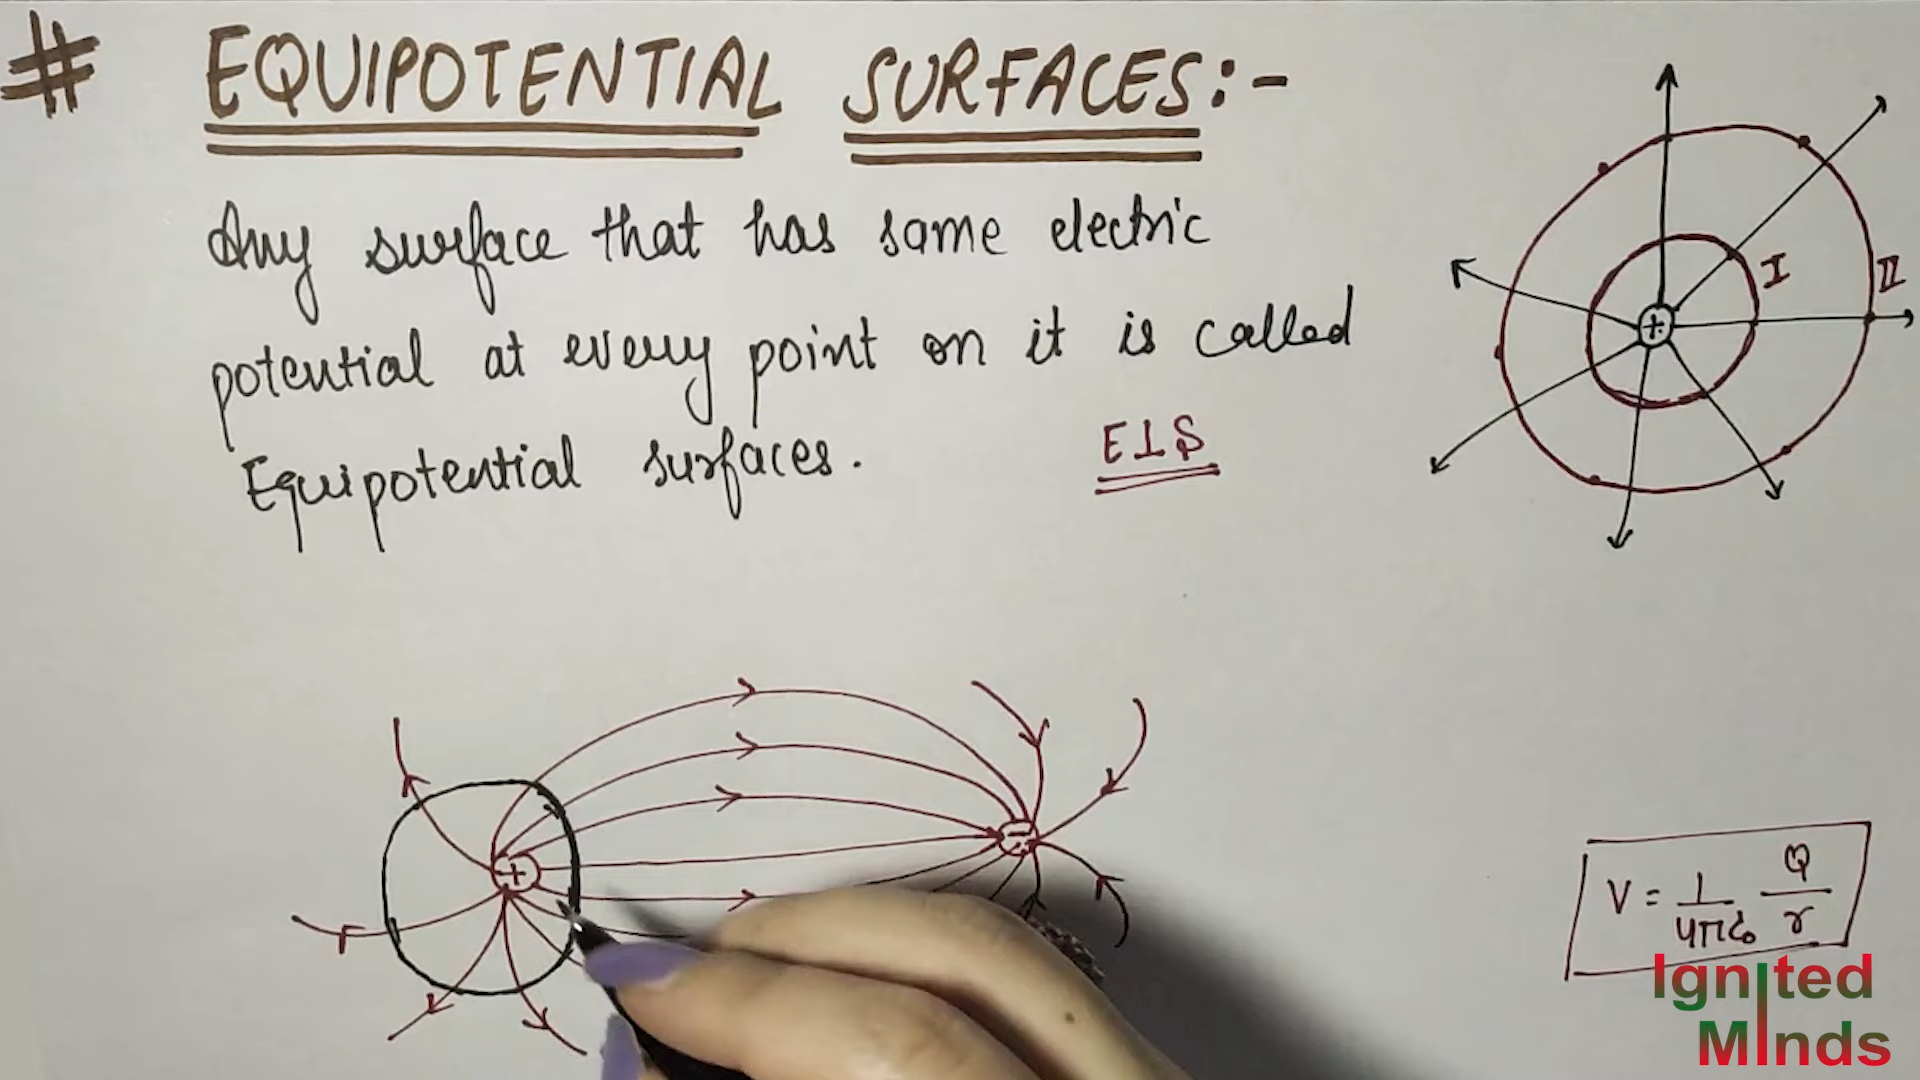 # EQUIPOTENTIAL SURFACES:-
Any surface that has same electric
potential at every point on it is called
Equipotential surfaces.
E⊥S
+
I
II
+
-
V = 1/4πε₀ Q/r
Ignited
Minds